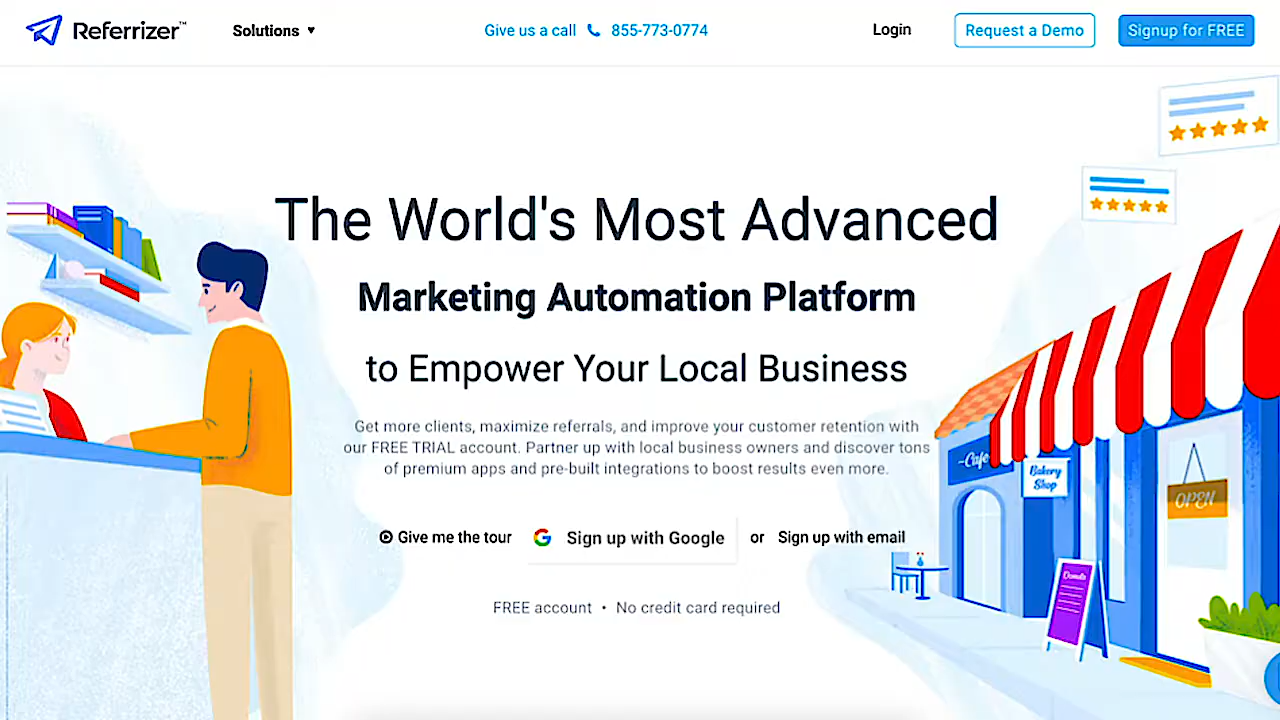 Referrizer™
Solutions ▼
Give us a call 855-773-0774
Login
Request a Demo
Signup for FREE
The World's Most Advanced
Marketing Automation Platform
to Empower Your Local Business
Get more clients, maximize referrals, and improve your customer retention with
our FREE TRIAL account. Partner up with local business owners and discover tons
of premium apps and pre-built integrations to boost results even more.
Give me the tour
Sign up with Google
or
Sign up with email
FREE account • No credit card required
~Cafe
Bakery
Shop
OPEN
Donuts